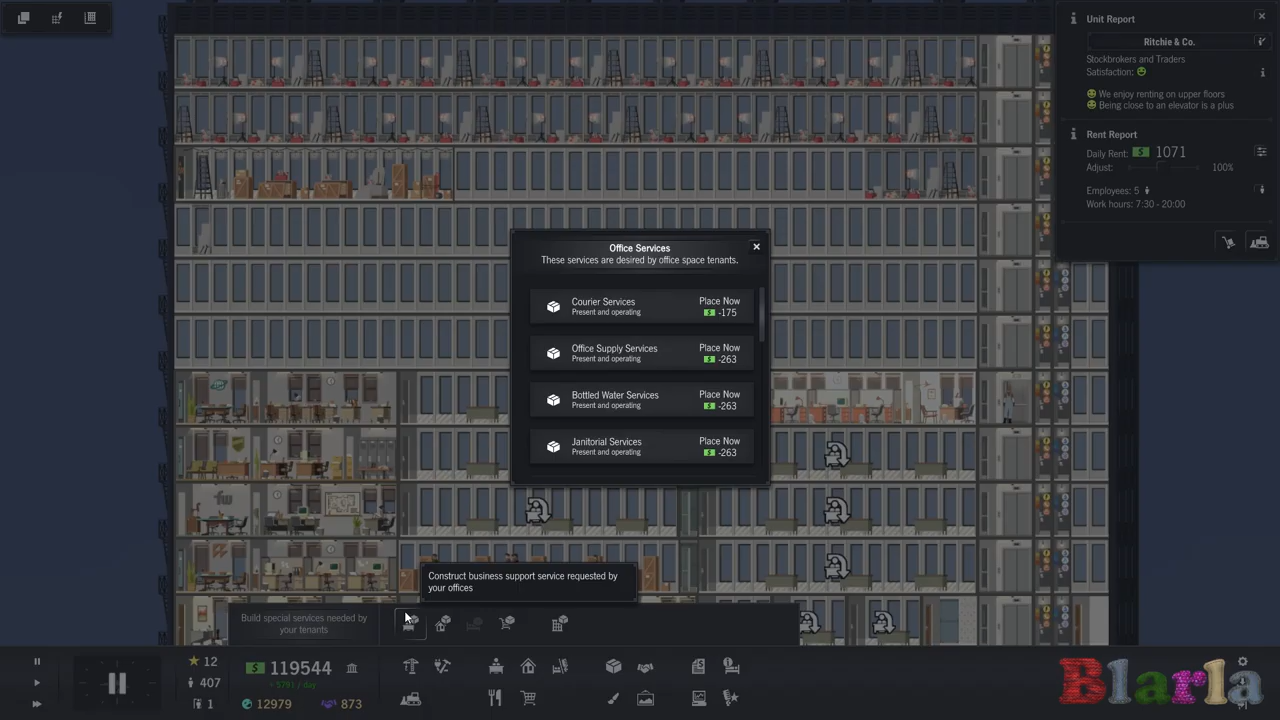 Unit Report
Ritchie & Co.
Stockbrokers and Traders
Satisfaction:
We enjoy renting on upper floors
Being close to an elevator is a plus
Rent Report
Daily Rent: $ 1071
Adjust: 100%
Employees: 5
Work hours: 7:30 - 20:00
Office Services
These services are desired by office space tenants.
Courier Services Place Now
Present and operating $ -175
Office Supply Services Place Now
Present and operating $ -263
Bottled Water Services Place Now
Present and operating $ -263
Janitorial Services Place Now
Present and operating $ -263
fw
Construct business support service requested by
your offices
Build special services needed by
your tenants
12
$ 119544
+ 5791 / day
407
1
12979
873
Blarla